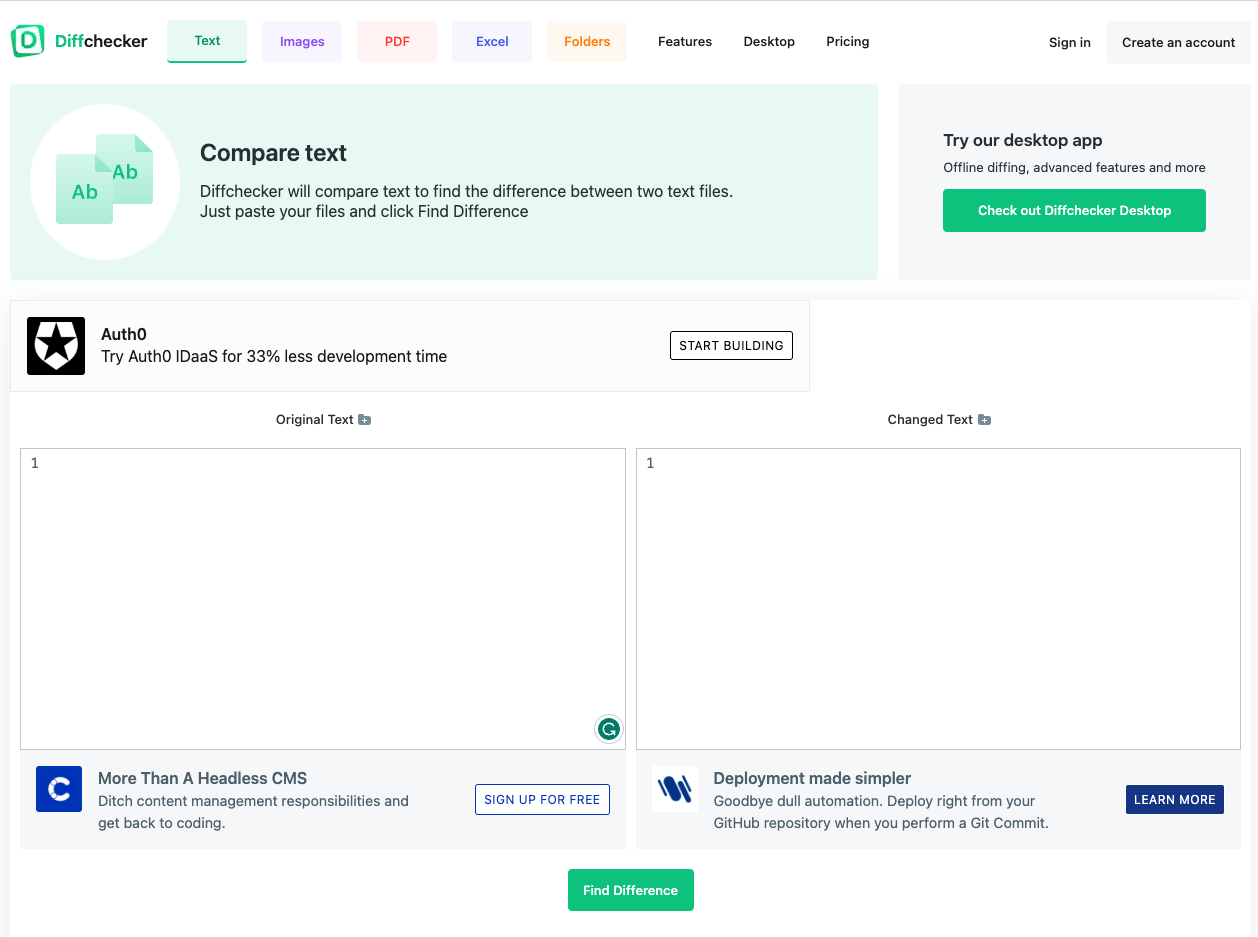 Diffchecker
Text
Images
PDF
Excel
Folders
Features
Desktop
Pricing
Sign in
Create an account
Ab
Ab
Compare text
Diffchecker will compare text to find the difference between two text files.
Just paste your files and click Find Difference
Try our desktop app
Offline diffing, advanced features and more
Check out Diffchecker Desktop
Auth0
Try Auth0 IDaaS for 33% less development time
START BUILDING
Original Text
Changed Text
1
1
More Than A Headless CMS
Ditch content management responsibilities and
get back to coding.
SIGN UP FOR FREE
Deployment made simpler
Goodbye dull automation. Deploy right from your
GitHub repository when you perform a Git Commit.
LEARN MORE
Find Difference